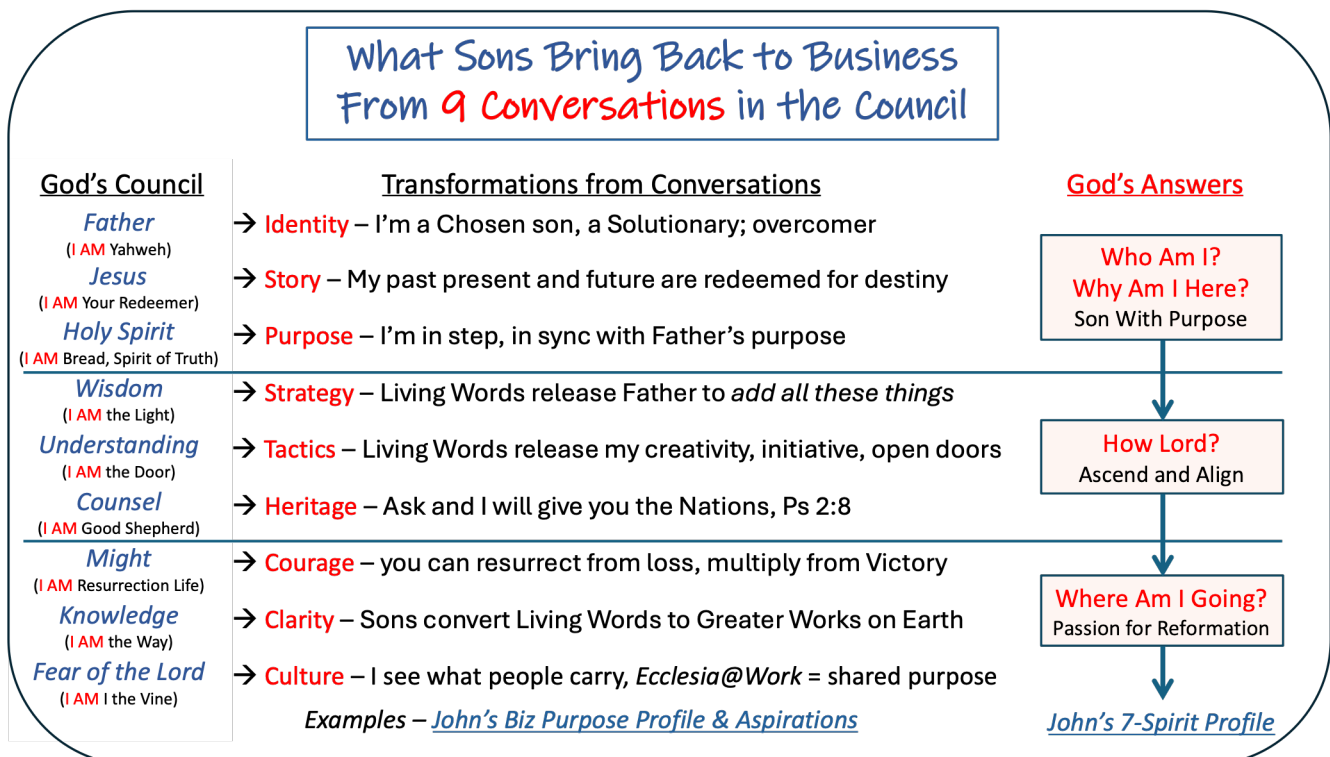 What Sons Bring Back to Business
From 9 Conversations in the Council
God's Council
Transformations from Conversations
God's Answers
Father
(I AM Yahweh)
→ Identity – I'm a Chosen son, a Solutionary; overcomer
Jesus
(I AM Your Redeemer)
→ Story – My past present and future are redeemed for destiny
Holy Spirit
(I AM Bread, Spirit of Truth)
→ Purpose – I'm in step, in sync with Father's purpose
Who Am I?
Why Am I Here?
Son With Purpose
Wisdom
(I AM the Light)
→ Strategy – Living Words release Father to add all these things
Understanding
(I AM the Door)
→ Tactics – Living Words release my creativity, initiative, open doors
Counsel
(I AM Good Shepherd)
→ Heritage – Ask and I will give you the Nations, Ps 2:8
How Lord?
Ascend and Align
Might
(I AM Resurrection Life)
→ Courage – you can resurrect from loss, multiply from Victory
Knowledge
(I AM the Way)
→ Clarity – Sons convert Living Words to Greater Works on Earth
Fear of the Lord
(I AM I the Vine)
→ Culture – I see what people carry, Ecclesia@Work = shared purpose
Where Am I Going?
Passion for Reformation
Examples – John's Biz Purpose Profile & Aspirations
John's 7-Spirit Profile